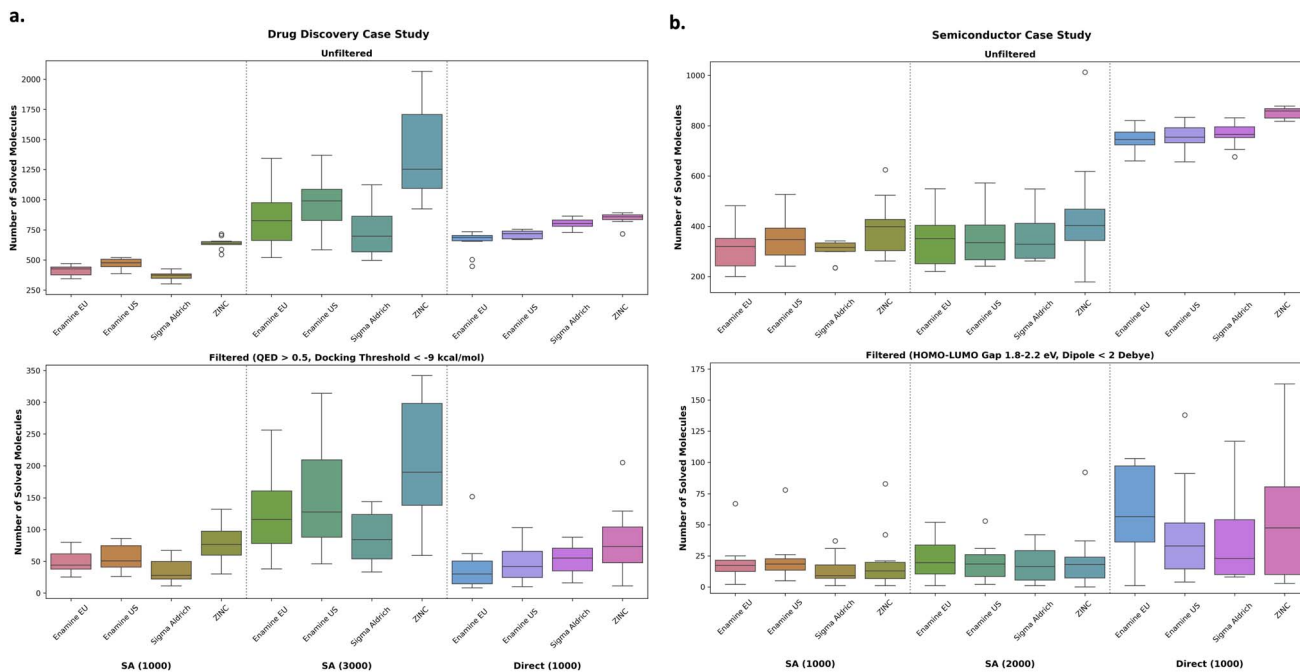 a.
Drug Discovery Case Study
Unfiltered
Number of Solved Molecules
2000
1750
1500
1250
1000
750
500
250
Enamine EU
Enamine US
Sigma Aldrich
ZINC
Enamine EU
Enamine US
Sigma Aldrich
ZINC
Enamine EU
Enamine US
Sigma Aldrich
ZINC
Filtered (QED > 0.5, Docking Threshold < -9 kcal/mol)
Number of Solved Molecules
350
300
250
200
150
100
50
0
Enamine EU
Enamine US
Sigma Aldrich
ZINC
Enamine EU
Enamine US
Sigma Aldrich
ZINC
Enamine EU
Enamine US
Sigma Aldrich
ZINC
SA (1000)
SA (3000)
Direct (1000)
b.
Semiconductor Case Study
Unfiltered
Number of Solved Molecules
1000
800
600
400
200
Enamine EU
Enamine US
Sigma Aldrich
ZINC
Enamine EU
Enamine US
Sigma Aldrich
ZINC
Enamine EU
Enamine US
Sigma Aldrich
ZINC
Filtered (HOMO-LUMO Gap 1.8-2.2 eV, Dipole < 2 Debye)
Number of Solved Molecules
175
150
125
100
75
50
25
0
Enamine EU
Enamine US
Sigma Aldrich
ZINC
Enamine EU
Enamine US
Sigma Aldrich
ZINC
Enamine EU
Enamine US
Sigma Aldrich
ZINC
SA (1000)
SA (2000)
Direct (1000)